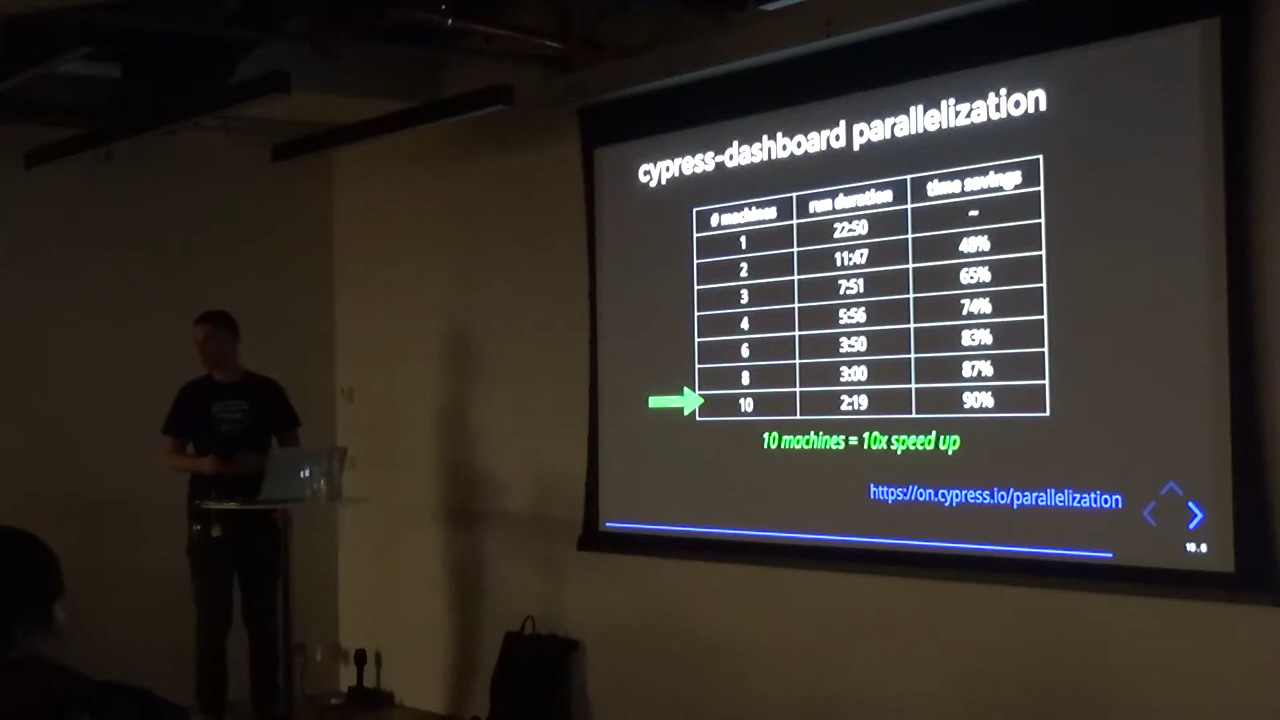 cypress-dashboard parallelization
# machines run duration time savings
1 22:50 ~
2 11:47 48%
3 7:51 65%
4 5:56 74%
6 3:50 83%
8 3:00 87%
10 2:19 90%
10 machines = 10x speed up
https://on.cypress.io/parallelization